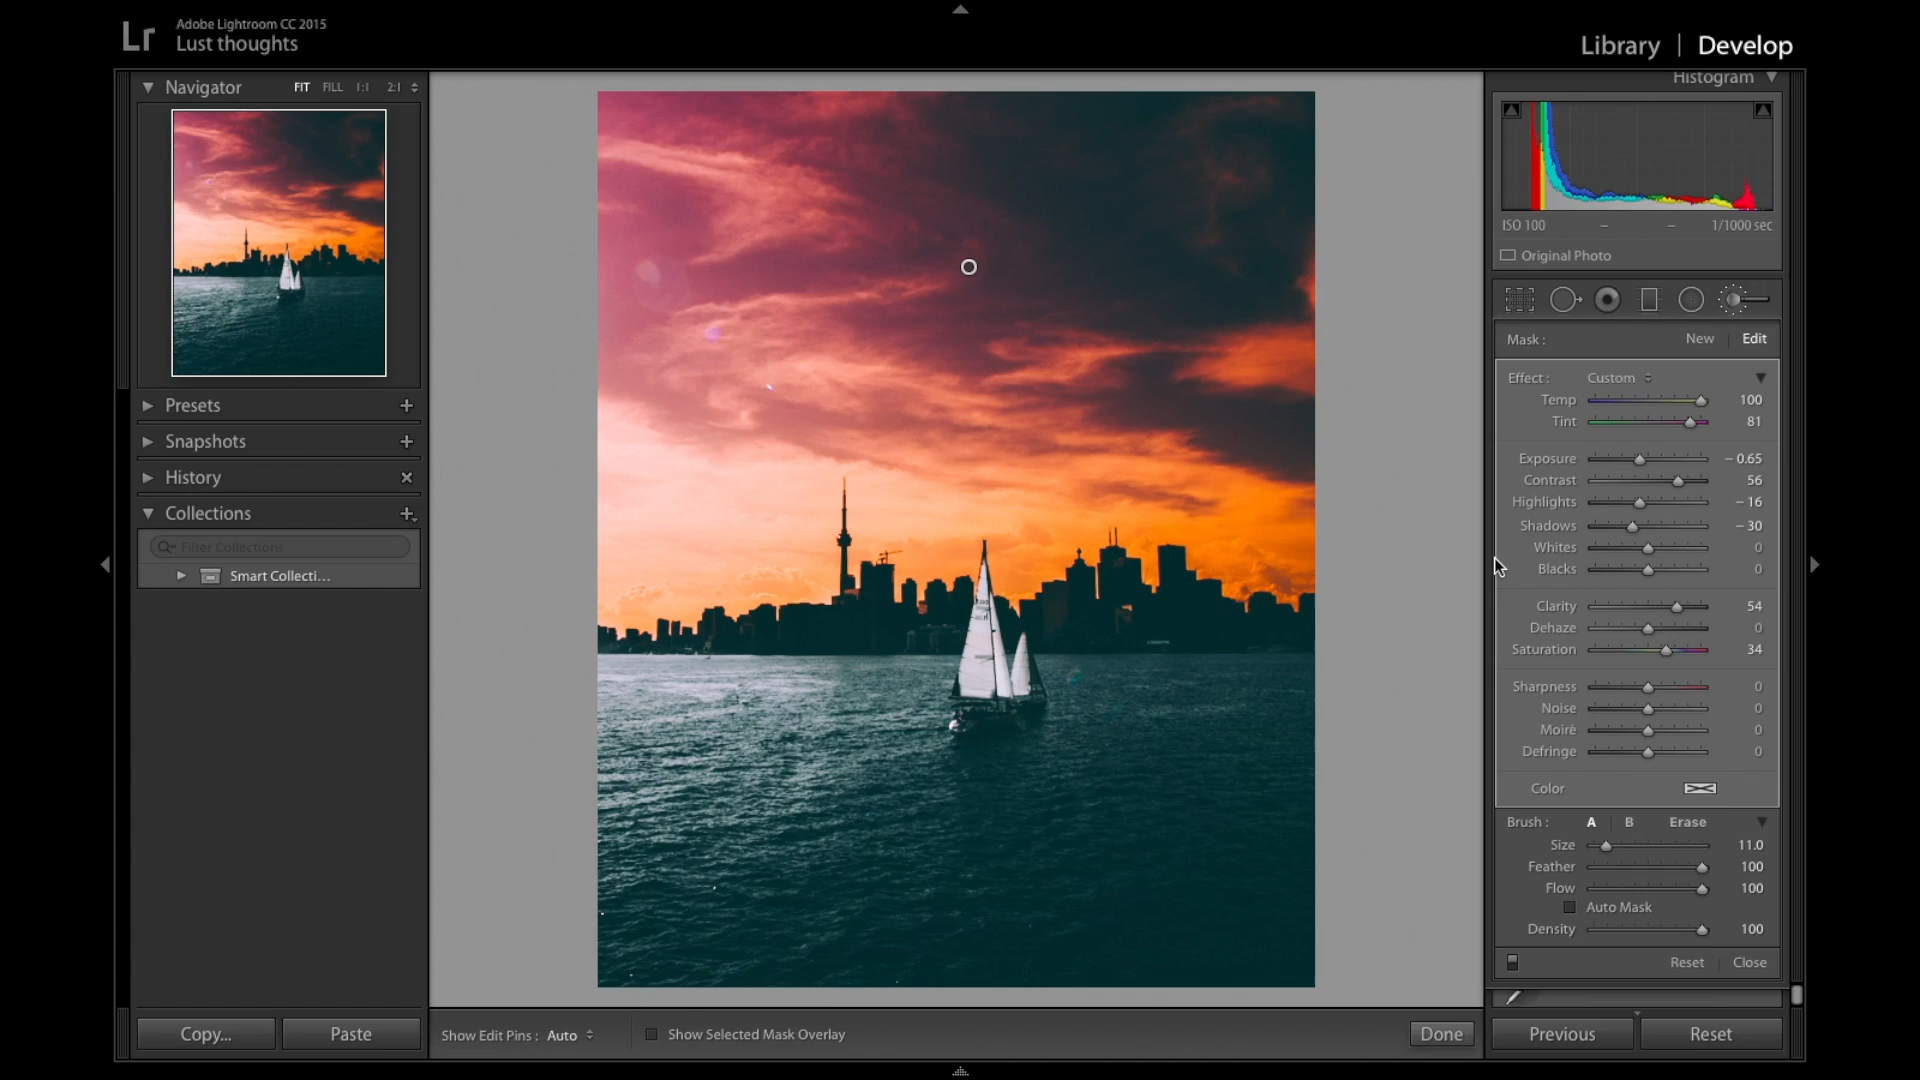 Lr
Adobe Lightroom CC 2015
Lust thoughts
Library | Develop
Navigator FIT FILL 1:1 2:1
Presets +
Snapshots +
History ×
Collections +
Filter Collections
Smart Collecti...
Copy... Paste
Show Edit Pins : Auto Show Selected Mask Overlay Done
Histogram
ISO 100 – – 1/1000 sec
Original Photo
Mask : New Edit
Effect : Custom
Temp 100
Tint 81
Exposure – 0.65
Contrast 56
Highlights – 16
Shadows – 30
Whites 0
Blacks 0
Clarity 54
Dehaze 0
Saturation 34
Sharpness 0
Noise 0
Moiré 0
Defringe 0
Color
Brush : A B Erase
Size 11.0
Feather 100
Flow 100
Auto Mask
Density 100
Reset Close
Previous Reset